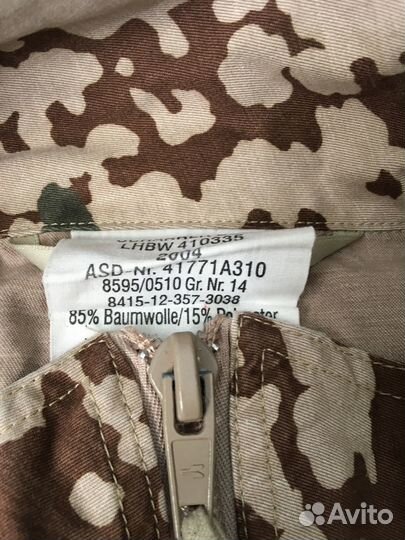 LHBW 410335
2004
ASD-Nr. 41771A310
8595/0510 Gr. Nr. 14
8415-12-357-3038
85% Baumwolle/15% Polyester
Avito